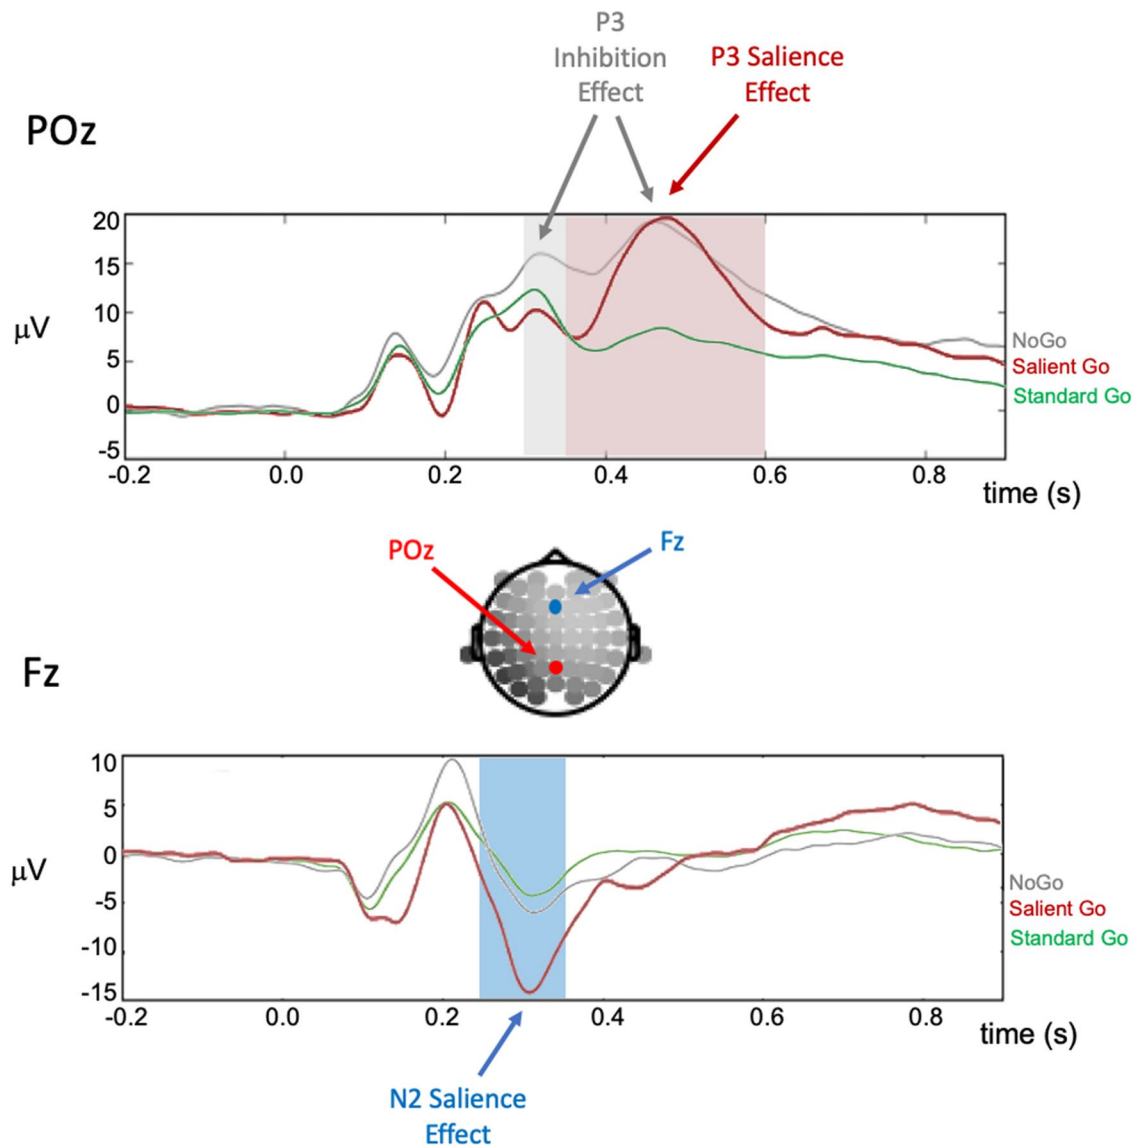 P3
Inhibition
Effect
P3 Salience
Effect
POz
μV
20
15
10
5
0
-5
-0.2 0.0 0.2 0.4 0.6 0.8
time (s)
NoGo
Salient Go
Standard Go
POz
Fz
Fz
μV
10
5
0
-5
-10
-15
-0.2 0.0 0.2 0.4 0.6 0.8
time (s)
NoGo
Salient Go
Standard Go
N2 Salience
Effect